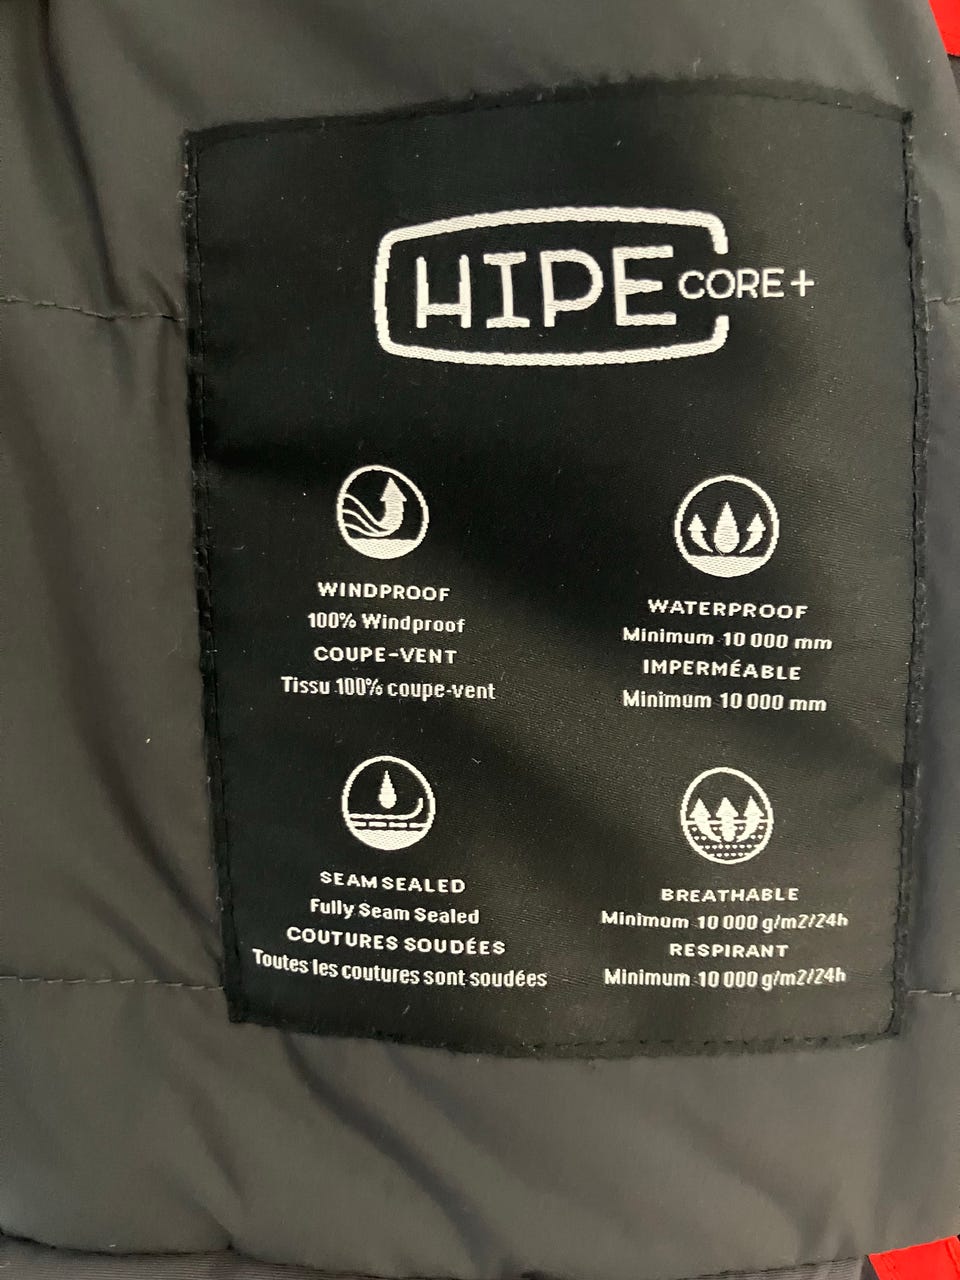 HIPE CORE+
WINDPROOF
100% Windproof
COUPE-VENT
Tissu 100% coupe-vent
WATERPROOF
Minimum 10 000 mm
IMPERMÉABLE
Minimum 10 000 mm
SEAM SEALED
Fully Seam Sealed
COUTURES SOUDÉES
Toutes les coutures sont soudées
BREATHABLE
Minimum 10 000 g/m2/24h
RESPIRANT
Minimum 10 000 g/m2/24h